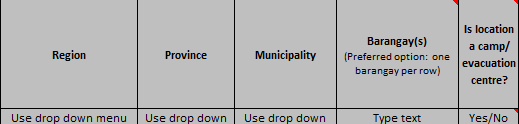 Region
Province
Municipality
Barangay(s)
(Preferred option: one
barangay per row)
Is location
a camp/
evacuation
centre?
Use drop down menu
Use drop down
Use drop down
Type text
Yes/No